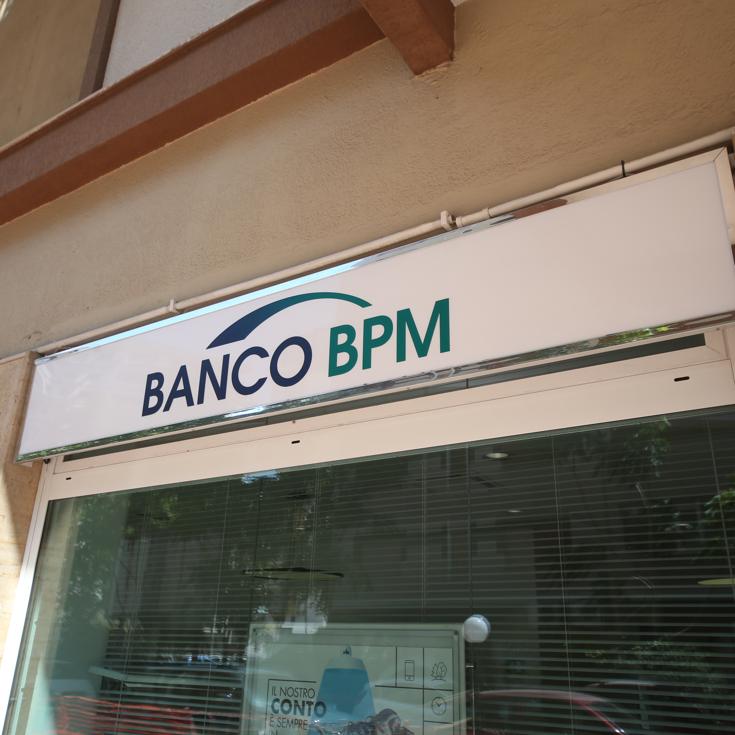 BANCO BPM
IL NOSTRO
CONTO
È SEMPRE